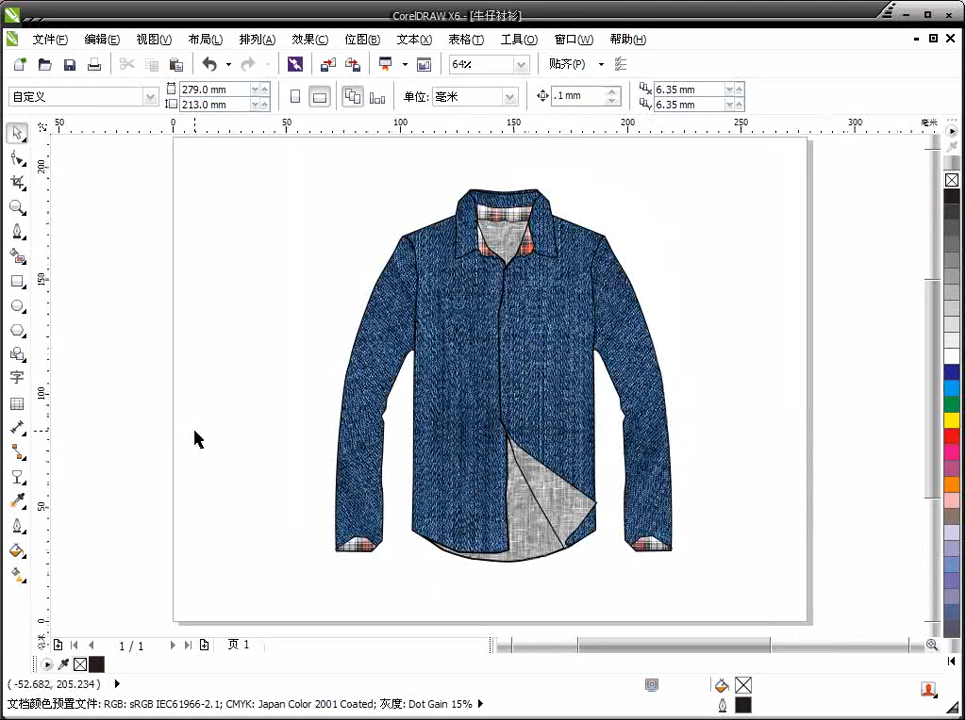 CorelDRAW X6 - [牛仔衬衫]
文件(F) 编辑(E) 视图(V) 布局(L) 排列(A) 效果(C) 位图(B) 文本(X) 表格(T) 工具(O) 窗口(W) 帮助(H)
64% 贴齐(P)
自定义 279.0 mm 213.0 mm 单位: 毫米 .1 mm 6.35 mm 6.35 mm
50 0 50 100 150 200 250 300 毫米
200
150
100
50
0
字
1 / 1 页 1
(-52.682, 205.234)
文档颜色预置文件: RGB: sRGB IEC61966-2.1; CMYK: Japan Color 2001 Coated; 灰度: Dot Gain 15%